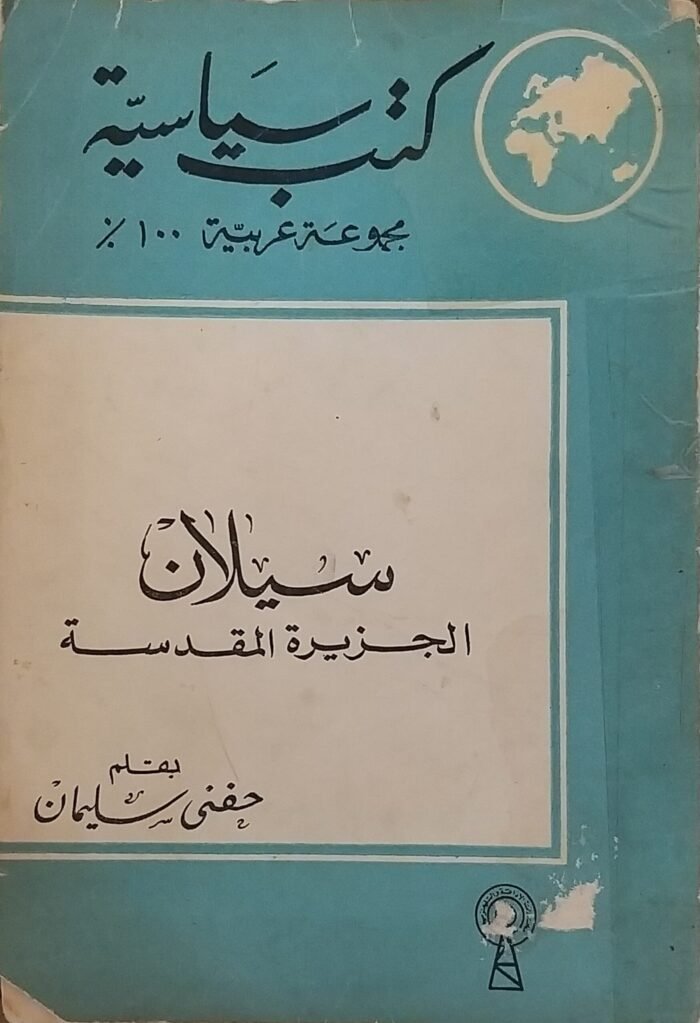 كتب سياسية
مجموعة عربية ١٠٠ ٪
سيلان
الجزيرة المقدسة
بقلم
حفنى سليمان